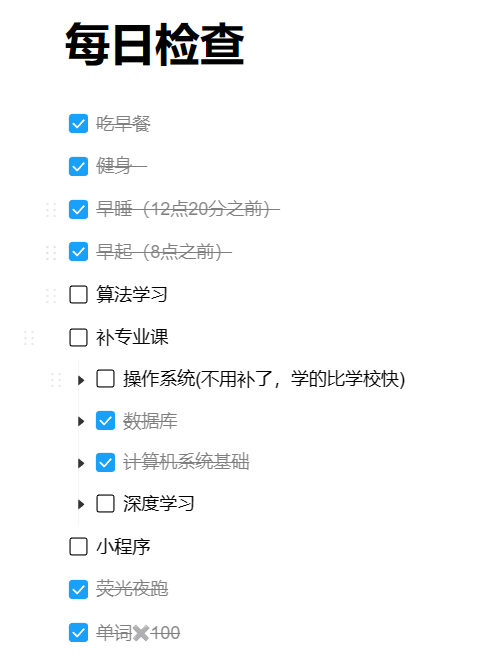 每日检查
吃早餐
健身
早睡（12点20分之前）
早起（8点之前）
算法学习
补专业课
操作系统(不用补了，学的比学校快)
数据库
计算机系统基础
深度学习
小程序
荧光夜跑
单词✖100